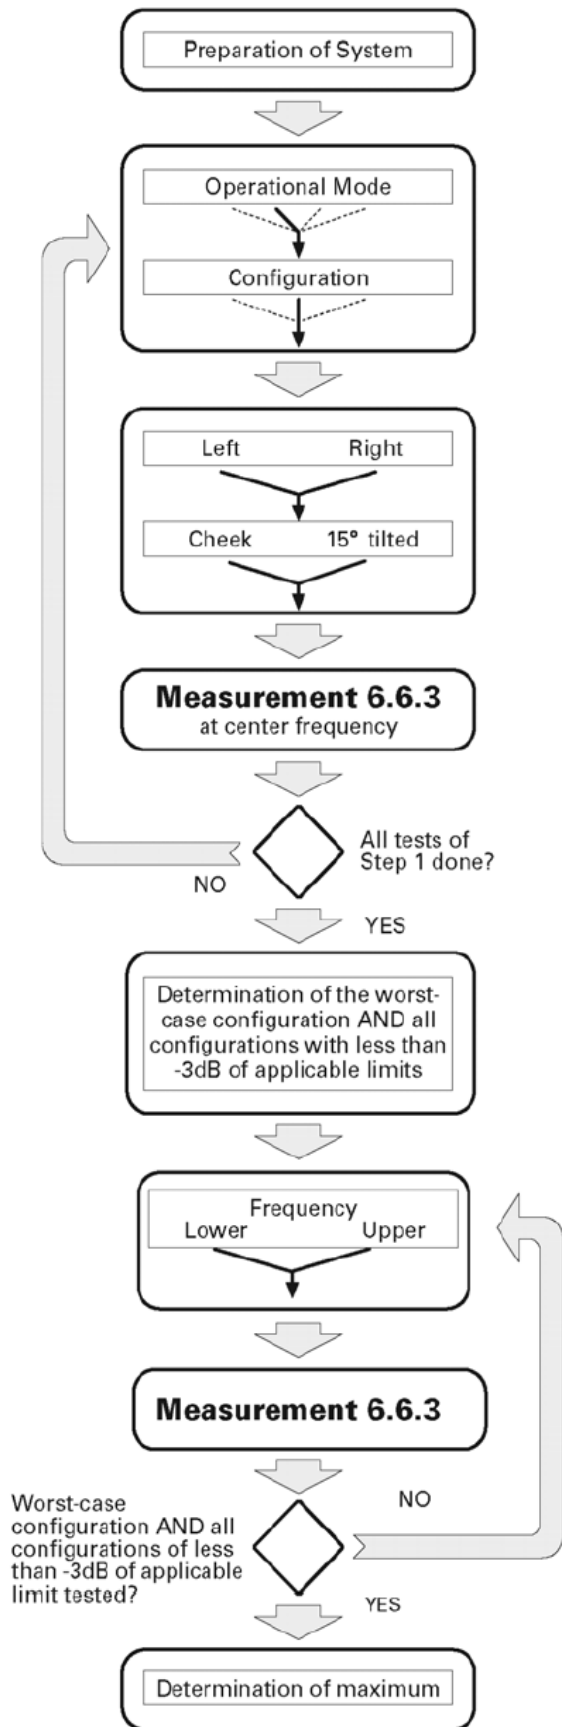 Preparation of System
Operational Mode
Configuration
Left Right
Cheek 15° tilted
Measurement 6.6.3
at center frequency
All tests of
Step 1 done?
NO
YES
Determination of the worst-
case configuration AND all
configurations with less than
-3dB of applicable limits
Frequency
Lower Upper
Measurement 6.6.3
Worst-case
configuration AND all
configurations of less
than -3dB of applicable
limit tested?
NO
YES
Determination of maximum